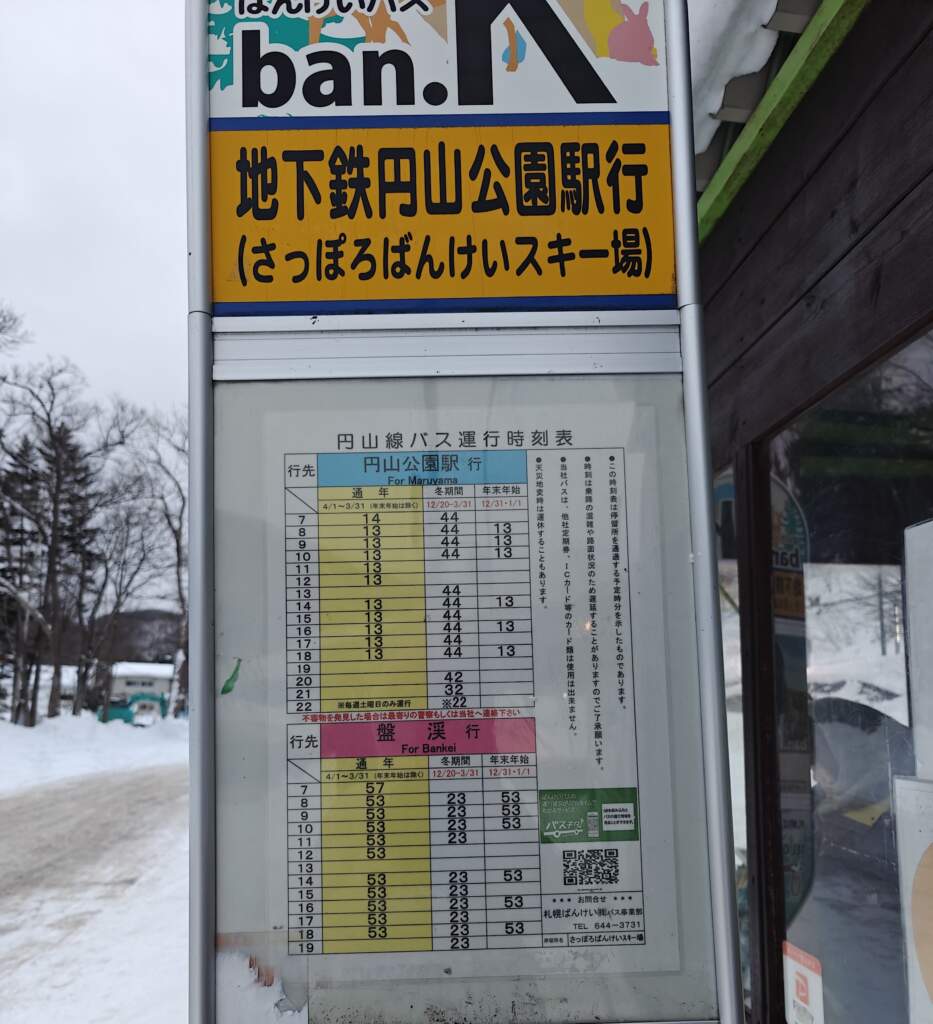 ばんけいバス
ban.K
地下鉄円山公園駅行
(さっぽろばんけいスキー場)
円山線バス運行時刻表
行先 円山公園駅 行
For Maruyama
通年 冬期間 年末年始
4/1～3/31 (年末年始は除く) 12/20-3/31 12/31・1/1
7 14 44
8 13 44 13
9 13 44 13
10 13 44 13
11 13
12 13
13 44
14 13 44 13
15 13 44
16 13 44 13
17 13 44
18 13 44 13
19
20 42
21 32
22 ※毎週土曜日のみ運行 ※22
不審物を発見した場合は最寄りの警察もしくは当社へ連絡下さい
行先 盤渓 行
For Bankei
通年 冬期間 年末年始
4/1～3/31 (年末年始は除く) 12/20-3/31 12/31・1/1
7 57
8 53 23 53
9 53 23 53
10 53 23 53
11 53 23
12 53
13
14 53 23 53
15 53 23
16 53 23 53
17 53 23
18 53 23 53
19 23
●この時刻表は停留所を通過する予定時分を示したものであります。
●時刻は乗降の混雑や路面状況のため遅延することがありますのでご了承願います。
●当社バスは、他社定期券、ICカード等のカード類は使用は出来ません。
●天災地変時は運休することもあります。
バスキタ!
＊＊＊ お問合せ ＊＊＊
札幌ばんけい㈱バス事業部
TEL 644-3731
停留所名 さっぽろばんけいスキー場